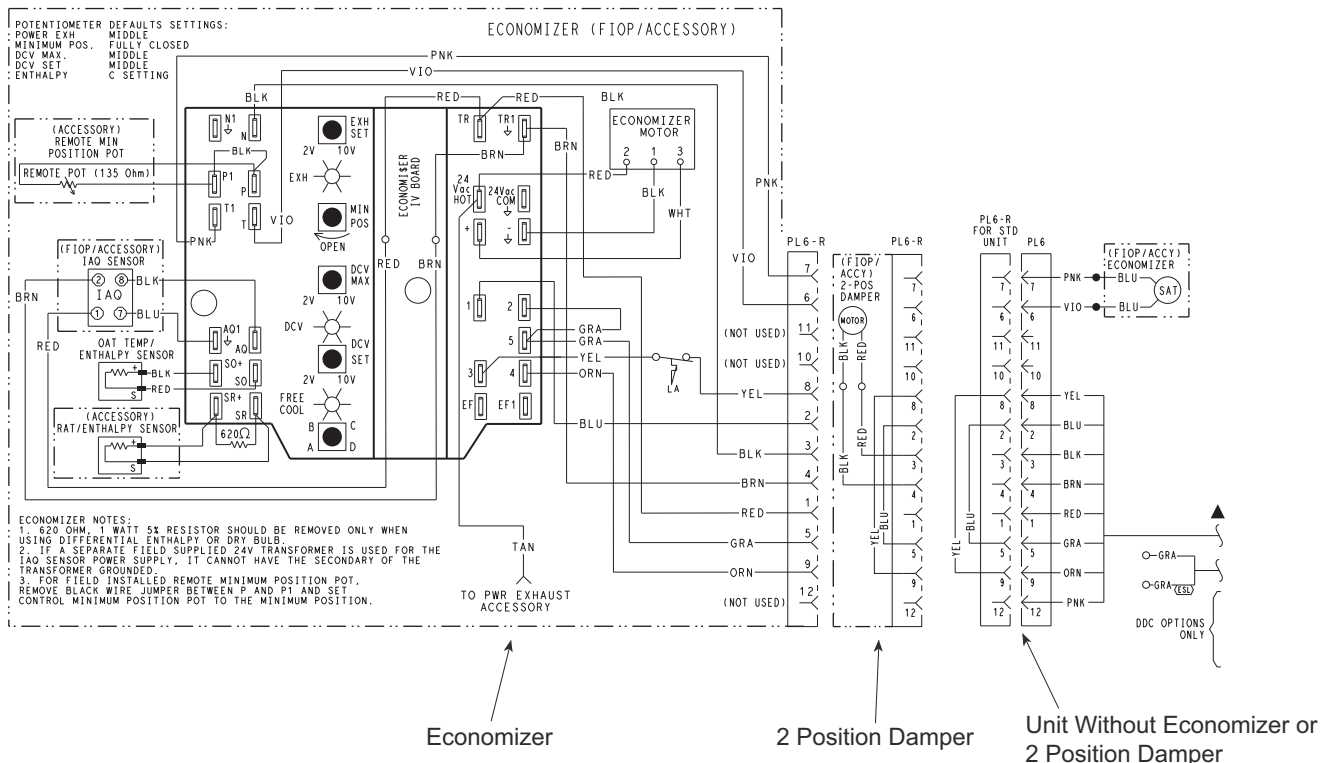 POTENTIOMETER DEFAULTS SETTINGS:
POWER EXH MIDDLE
MINIMUM POS. FULLY CLOSED
DCV MAX. MIDDLE
DCV SET MIDDLE
ENTHALPY C SETTING
ECONOMIZER (FIOP/ACCESSORY)
PNK
VIO
BLK
RED
RED
BLK
(ACCESSORY)
REMOTE MIN
POSITION POT
REMOTE POT (135 Ohm)
N1
N
BLK
P1
P
T1
T
VIO
PNK
EXH
SET
2V 10V
EXH
MIN
POS
OPEN
DCV
MAX
2V 10V
DCV
DCV
SET
2V 10V
FREE
COOL
B C
A D
ECONOMI$ER
IV BOARD
RED
BRN
TR
TR1
BRN
BRN
24
Vac
HOT
24Vac
COM
+
-
1
2
5
3
4
EF
EF1
ECONOMIZER
MOTOR
2 1 3
RED
BLK
WHT
PNK
VIO
GRA
GRA
YEL
ORN
LA
YEL
BLU
BLK
BRN
RED
GRA
ORN
(FIOP/ACCESSORY)
IAQ SENSOR
2 8
IAQ
1 7
BLK
BLU
BRN
RED
OAT TEMP/
ENTHALPY SENSOR
+
S
BLK
RED
(ACCESSORY)
RAT/ENTHALPY SENSOR
+
S
AQ1
AQ
SO+
SO
SR+
SR
620Ω
ECONOMIZER NOTES:
1. 620 OHM, 1 WATT 5% RESISTOR SHOULD BE REMOVED ONLY WHEN
USING DIFFERENTIAL ENTHALPY OR DRY BULB.
2. IF A SEPARATE FIELD SUPPLIED 24V TRANSFORMER IS USED FOR THE
IAQ SENSOR POWER SUPPLY, IT CANNOT HAVE THE SECONDARY OF THE
TRANSFORMER GROUNDED.
3. FOR FIELD INSTALLED REMOTE MINIMUM POSITION POT,
REMOVE BLACK WIRE JUMPER BETWEEN P AND P1 AND SET
CONTROL MINIMUM POSITION POT TO THE MINIMUM POSITION.
TAN
TO PWR EXHAUST
ACCESSORY
PL6-R
7
6
(NOT USED) 11
(NOT USED) 10
8
2
3
4
1
5
9
(NOT USED) 12
(FIOP/
ACCY)
2-POS
DAMPER
MOTOR
BLK
RED
BLK
RED
YEL
BLU
PL6-R
7
6
11
10
8
2
3
4
1
5
9
12
PL6-R
FOR STD
UNIT
7
6
11
10
8
2
3
4
1
5
9
12
YEL
BLU
PL6
7
6
11
10
8
2
3
4
1
5
9
12
PNK
VIO
YEL
BLU
BLK
BRN
RED
GRA
ORN
PNK
(FIOP/ACCY)
ECONOMIZER
BLU
BLU
SAT
GRA
GRA
ESL
DDC OPTIONS
ONLY
Economizer
2 Position Damper
Unit Without Economizer or
2 Position Damper